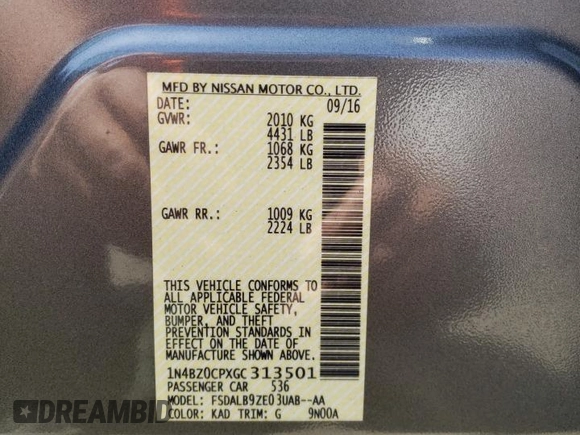 MFD BY NISSAN MOTOR CO., LTD.
DATE: 09/16
GVWR: 2010 KG
4431 LB
GAWR FR.: 1068 KG
2354 LB
GAWR RR.: 1009 KG
2224 LB
THIS VEHICLE CONFORMS TO
ALL APPLICABLE FEDERAL
MOTOR VEHICLE SAFETY,
BUMPER, AND THEFT
PREVENTION STANDARDS IN
EFFECT ON THE DATE OF
MANUFACTURE SHOWN ABOVE.
1N4BZ0CPXGC313501
PASSENGER CAR 536
MODEL: FSDALB9ZE03UAB--AA
COLOR: KAD TRIM: G 9N00A
RIDERBID.COM